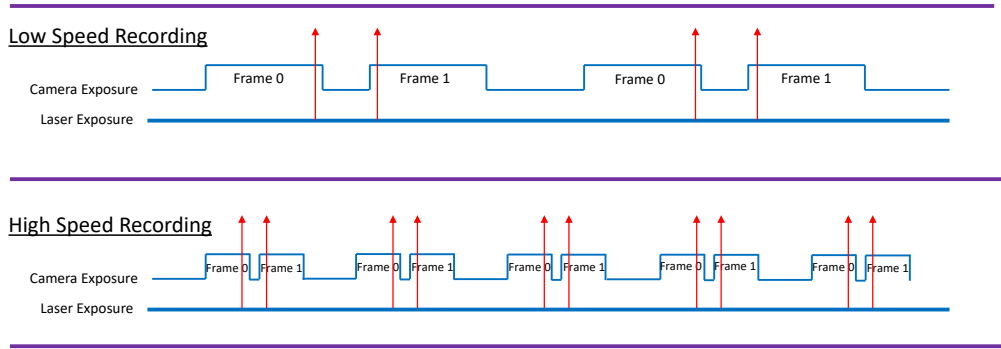 Low Speed Recording
Frame 0 Frame 1 Frame 0 Frame 1
Camera Exposure
Laser Exposure
High Speed Recording
Frame 0 Frame 1 Frame 0 Frame 1 Frame 0 Frame 1 Frame 0 Frame 1 Frame 0 Frame 1
Camera Exposure
Laser Exposure